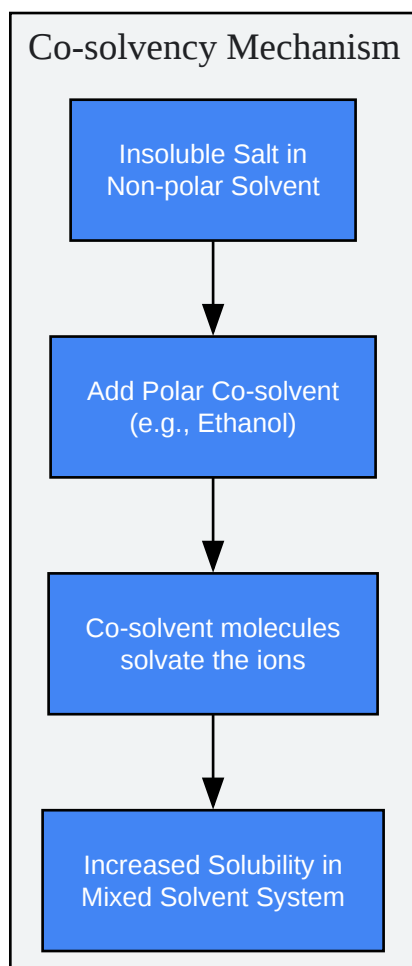 Co-solvency Mechanism
Insoluble Salt in
Non-polar Solvent
Add Polar Co-solvent
(e.g., Ethanol)
Co-solvent molecules
solvate the ions
Increased Solubility in
Mixed Solvent System